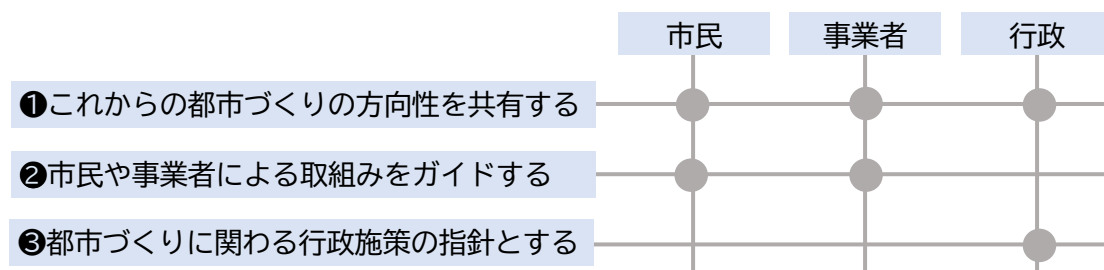 市民 事業者 行政
❶これからの都市づくりの方向性を共有する
❷市民や事業者による取組みをガイドする
❸都市づくりに関わる行政施策の指針とする